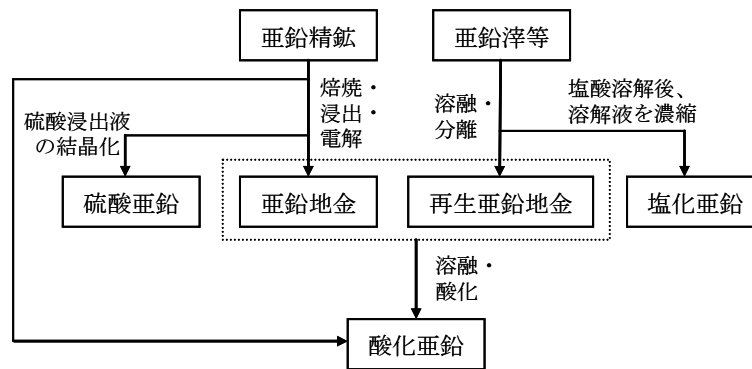 亜鉛精鉱
亜鉛滓等
焙焼・
浸出・
電解
溶融・
分離
塩酸溶解後、
溶解液を濃縮
硫酸浸出液
の結晶化
硫酸亜鉛
亜鉛地金
再生亜鉛地金
塩化亜鉛
溶融・
酸化
酸化亜鉛